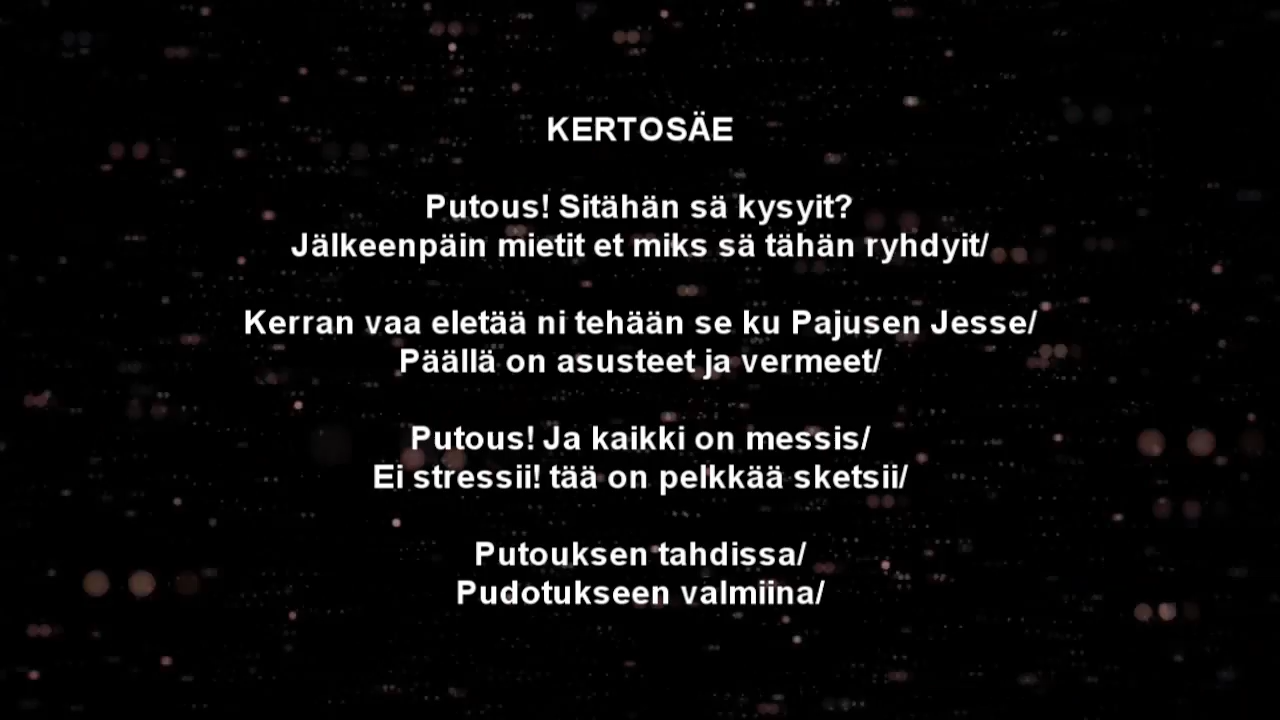 KERTOSÄE
Putous! Sitähän sä kysyit?
Jälkeenpäin mietit et miks sä tähän ryhdyit/
Kerran vaa eletää ni tehään se ku Pajusen Jesse/
Päällä on asusteet ja vermeet/
Putous! Ja kaikki on messis/
Ei stressii! tää on pelkkää sketsii/
Putouksen tahdissa/
Pudotukseen valmiina/